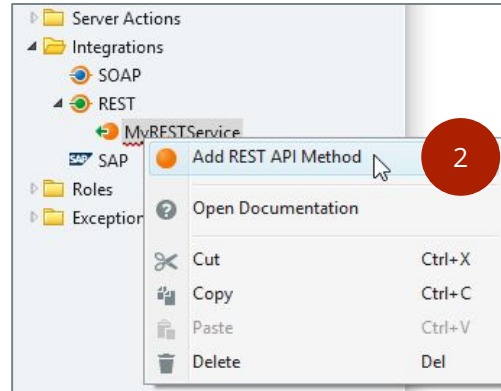 Server Actions
Integrations
SOAP
REST
MyRESTService
SAP SAP
Roles
Exception
Add REST API Method
2
Open Documentation
Cut Ctrl+X
Copy Ctrl+C
Paste Ctrl+V
Delete Del